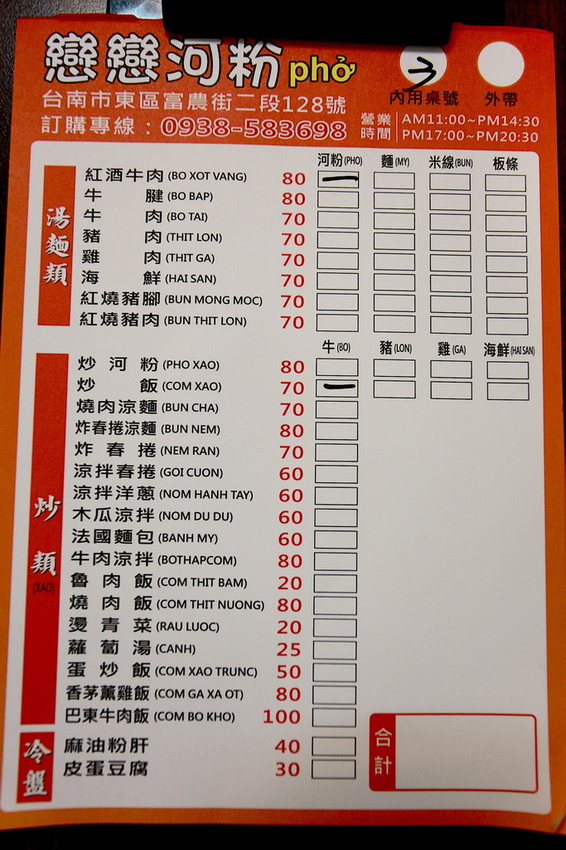 戀戀河粉 phở
3
內用桌號 外帶
台南市東區富農街二段128號
訂購專線：0938-583698
營業時間 AM11:00~PM14:30
PM17:00~PM20:30
湯麵類
河粉(PHO) 麵(MY) 米線(BUN) 板條
紅酒牛肉(BO XOT VANG) 80
牛腱(BO BAP) 80
牛肉(BO TAI) 70
豬肉(THIT LON) 70
雞肉(THIT GA) 70
海鮮(HAI SAN) 70
紅燒豬腳(BUN MONG MOC) 70
紅燒豬肉(BUN THIT LON) 70
炒類(XAO)
牛(BO) 豬(LON) 雞(GA) 海鮮(HAI SAN)
炒河粉(PHO XAO) 80
炒飯(COM XAO) 70
燒肉涼麵(BUN CHA) 70
炸春捲涼麵(BUN NEM) 80
炸春捲(NEM RAN) 70
涼拌春捲(GOI CUON) 60
涼拌洋蔥(NOM HANH TAY) 60
木瓜涼拌(NOM DU DU) 60
法國麵包(BANH MY) 60
牛肉涼拌(BOTHAPCOM) 80
魯肉飯(COM THIT BAM) 20
燒肉飯(COM THIT NUONG) 80
燙青菜(RAU LUOC) 20
蘿蔔湯(CANH) 25
蛋炒飯(COM XAO TRUNC) 50
香茅薰雞飯(COM GA XA OT) 80
巴東牛肉飯(COM BO KHO) 100
冷盤
麻油粉肝 40
皮蛋豆腐 30
合計